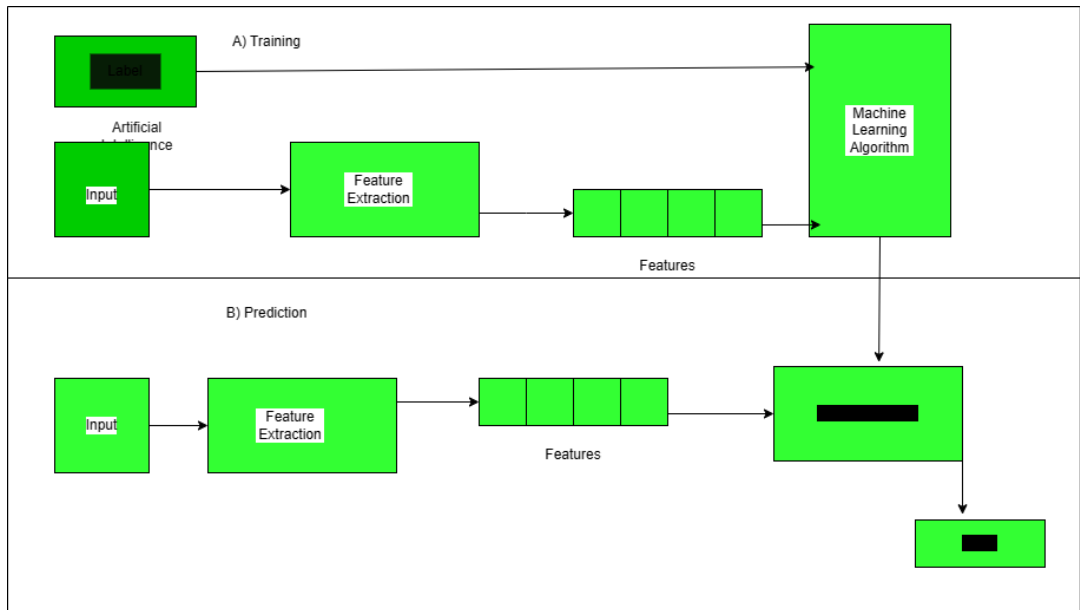 A) Training
Label
Artificial
Machine
Learning
Algorithm
Input
Feature
Extraction
Features
B) Prediction
Input
Feature
Extraction
Features